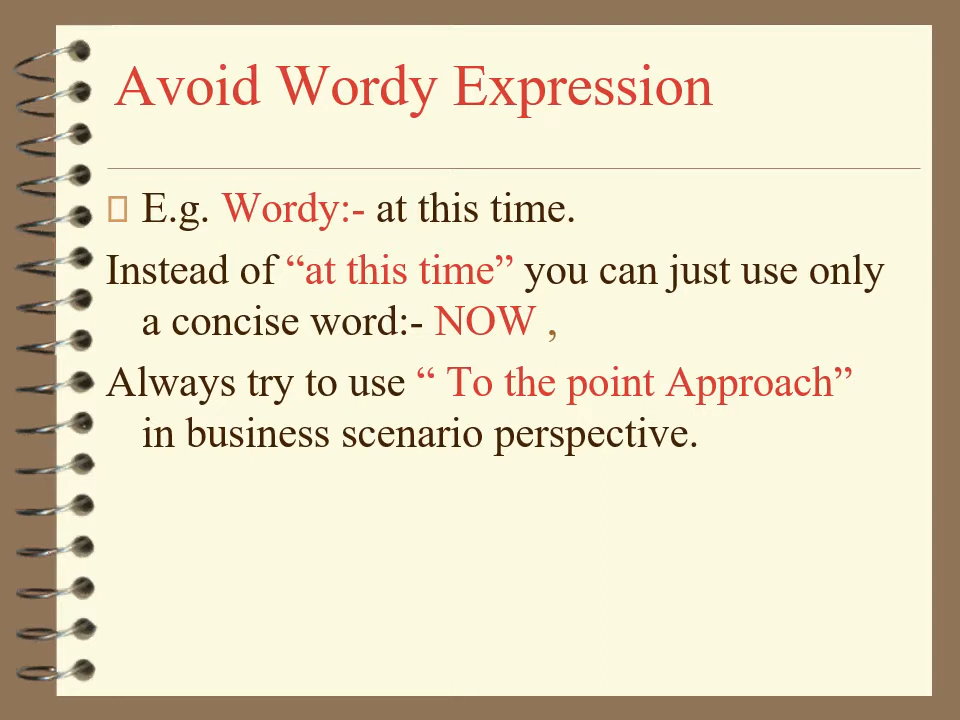 Avoid Wordy Expression
E.g. Wordy:- at this time.
Instead of “at this time” you can just use only
a concise word:- NOW ,
Always try to use “ To the point Approach”
in business scenario perspective.